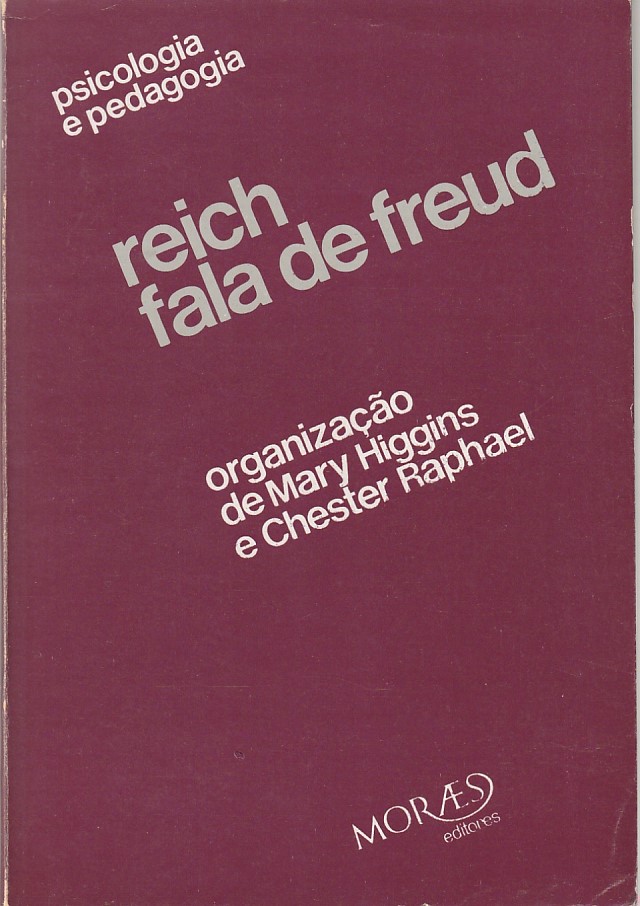 psicologia
e pedagogia
reich
fala de freud
organização
de Mary Higgins
e Chester Raphael
MORÆS
editores